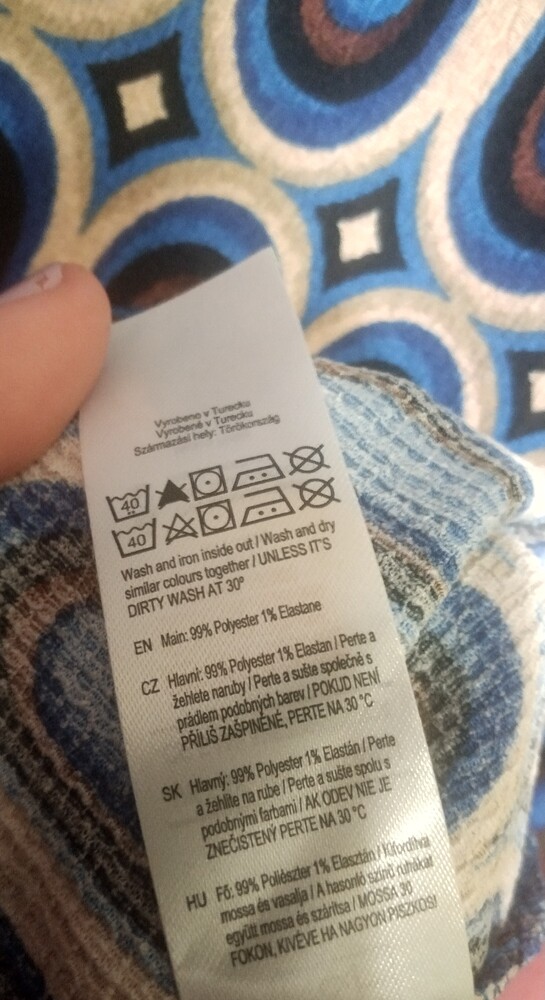 Vyrobeno v Turecku
Vyrobené v Turecku
Származási hely: Törökország
40
40
Wash and iron inside out / Wash and dry
similar colours together / UNLESS IT'S
DIRTY WASH AT 30°
EN Main: 99% Polyester 1% Elastane
CZ Hlavní: 99% Polyester 1% Elastan / Perte a
žehlete naruby / Perte a sušte společně s
prádlem podobných barev / POKUD NENÍ
PŘÍLIŠ ZAŠPINĚNÉ, PERTE NA 30 °C
SK Hlavný: 99% Polyester 1% Elastán / Perte
a žehlite na rube / Perte a sušte spolu s
podobnými farbami / AK ODEV NIE JE
ZNEČISTENÝ PERTE NA 30 °C
HU Fő: 99% Poliészter 1% Elasztán / Kifordítva
mossa és vasalja / A hasonló színű ruhákat
együtt mossa és szárítsa / MOSSA 30
FOKON, KIVÉVE HA NAGYON PISZKOS!